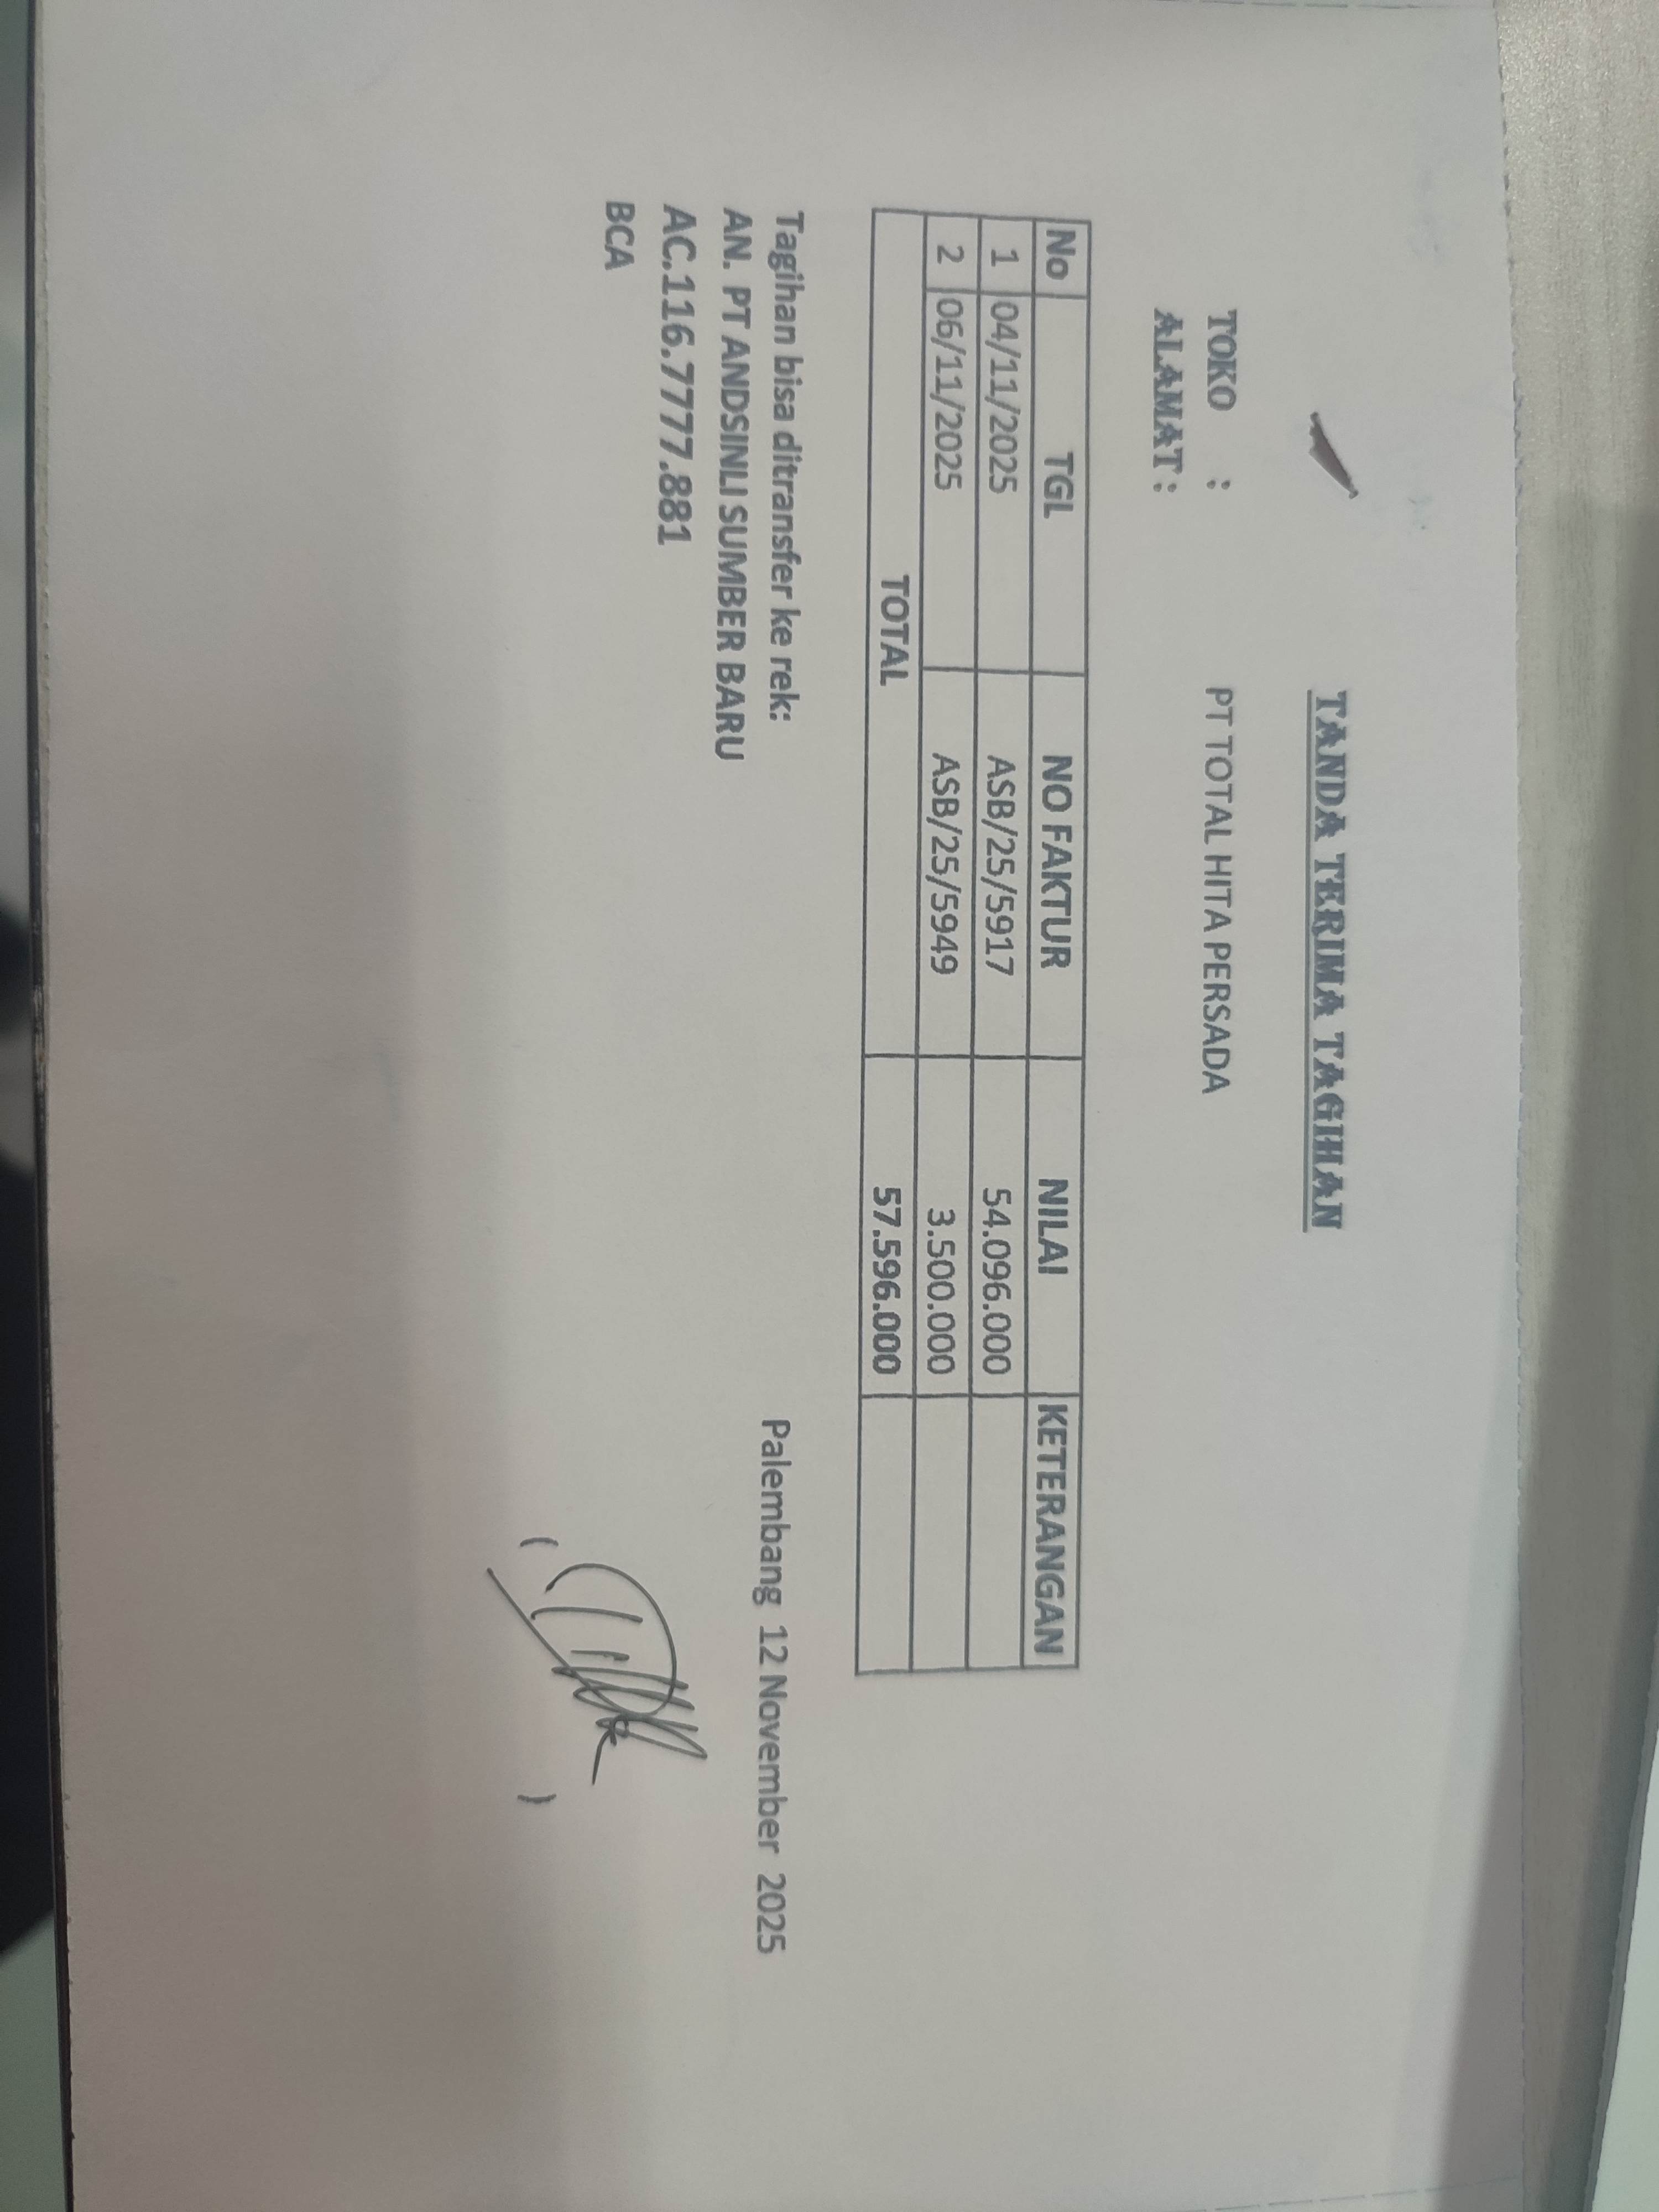 TANDA TERIMA TAGIHAN
TOKO : PT TOTAL HITA PERSADA
ALAMAT :
No TGL NO FAKTUR NILAI KETERANGAN
1 04/11/2025 ASB/25/5917 54.096.000
2 06/11/2025 ASB/25/5949 3.500.000
TOTAL 57.596.000
Tagihan bisa ditransfer ke rek: Palembang 12 November 2025
AN. PT ANDSINLI SUMBER BARU
AC.116.7777.881
BCA
( )